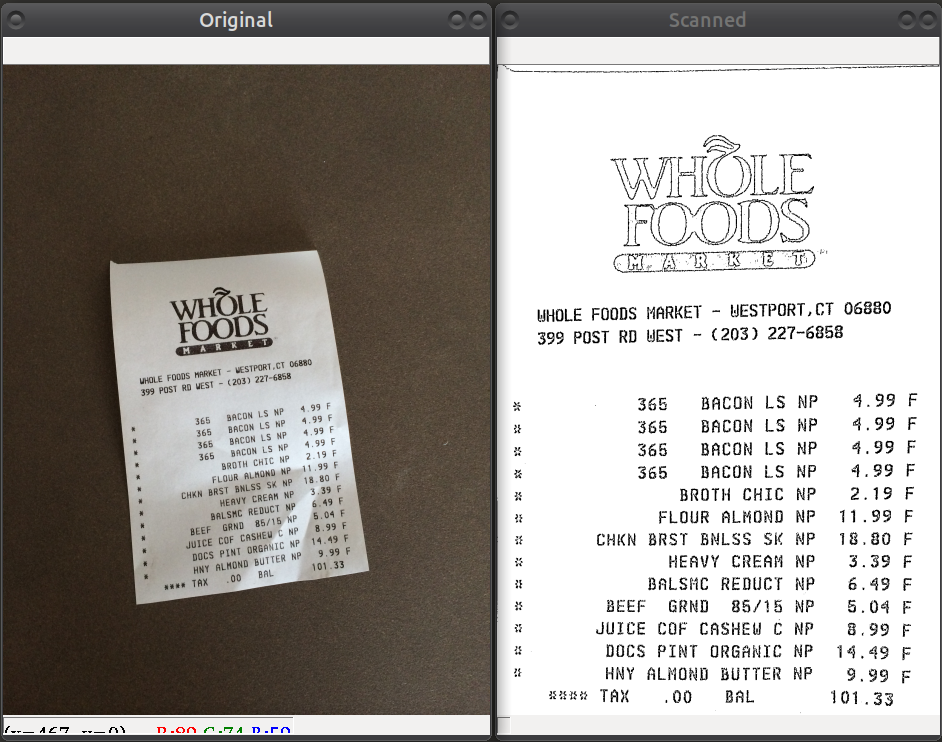 Original
WHOLE
FOODS
MARKET
WHOLE FOODS MARKET - WESTPORT,CT 06880
399 POST RD WEST - (203) 227-6858
* 365 BACON LS NP 4.99 F
* 365 BACON LS NP 4.99 F
* 365 BACON LS NP 4.99 F
* 365 BACON LS NP 4.99 F
* BROTH CHIC NP 2.19 F
* FLOUR ALMOND NP 11.99 F
* CHKN BRST BNLSS SK NP 18.80 F
* HEAVY CREAM NP 3.39 F
* BALSMC REDUCT NP 6.49 F
* BEEF GRND 85/15 NP 5.04 F
* JUICE COF CASHEW C NP 8.99 F
* DOCS PINT ORGANIC NP 14.49 F
* HNY ALMOND BUTTER NP 9.99 F
**** TAX .00 BAL 101.33
Scanned
WHOLE
FOODS
MARKET
WHOLE FOODS MARKET - WESTPORT,CT 06880
399 POST RD WEST - (203) 227-6858
* 365 BACON LS NP 4.99 F
* 365 BACON LS NP 4.99 F
* 365 BACON LS NP 4.99 F
* 365 BACON LS NP 4.99 F
* BROTH CHIC NP 2.19 F
* FLOUR ALMOND NP 11.99 F
* CHKN BRST BNLSS SK NP 18.80 F
* HEAVY CREAM NP 3.39 F
* BALSMC REDUCT NP 6.49 F
* BEEF GRND 85/15 NP 5.04 F
* JUICE COF CASHEW C NP 8.99 F
* DOCS PINT ORGANIC NP 14.49 F
* HNY ALMOND BUTTER NP 9.99 F
**** TAX .00 BAL 101.33